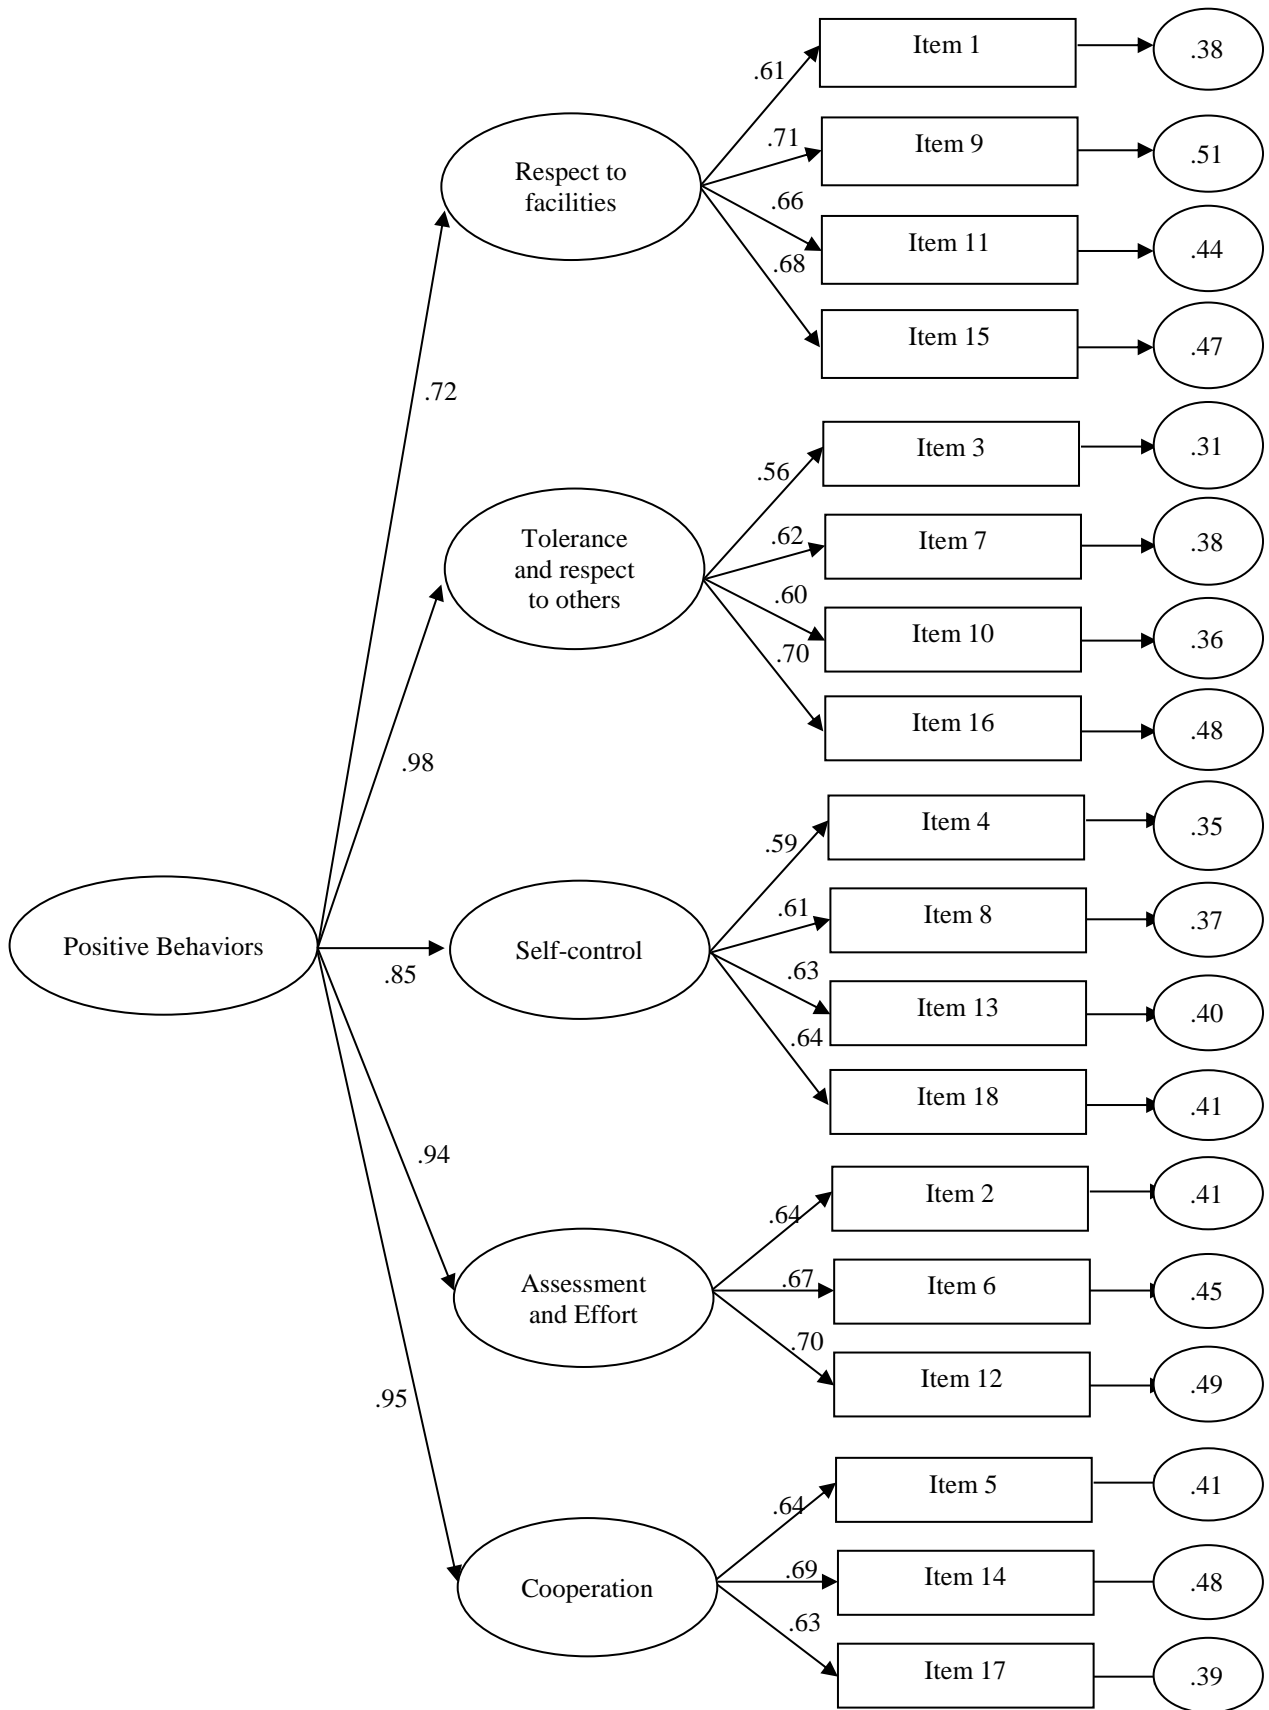 Item 1
.38
.61
Item 9
.51
.71
Respect to
facilities
.66
Item 11
.44
.68
Item 15
.47
.72
Item 3
.31
.56
Tolerance
and respect
to others
.62
Item 7
.38
.60
Item 10
.36
.70
Item 16
.48
.98
Item 4
.35
.59
.61
Item 8
.37
Positive Behaviors
.85
Self-control
.63
Item 13
.40
.64
Item 18
.41
.94
Item 2
.41
.64
Assessment
and Effort
.67
Item 6
.45
.70
Item 12
.49
.95
Item 5
.41
.64
Cooperation
.69
Item 14
.48
.63
Item 17
.39